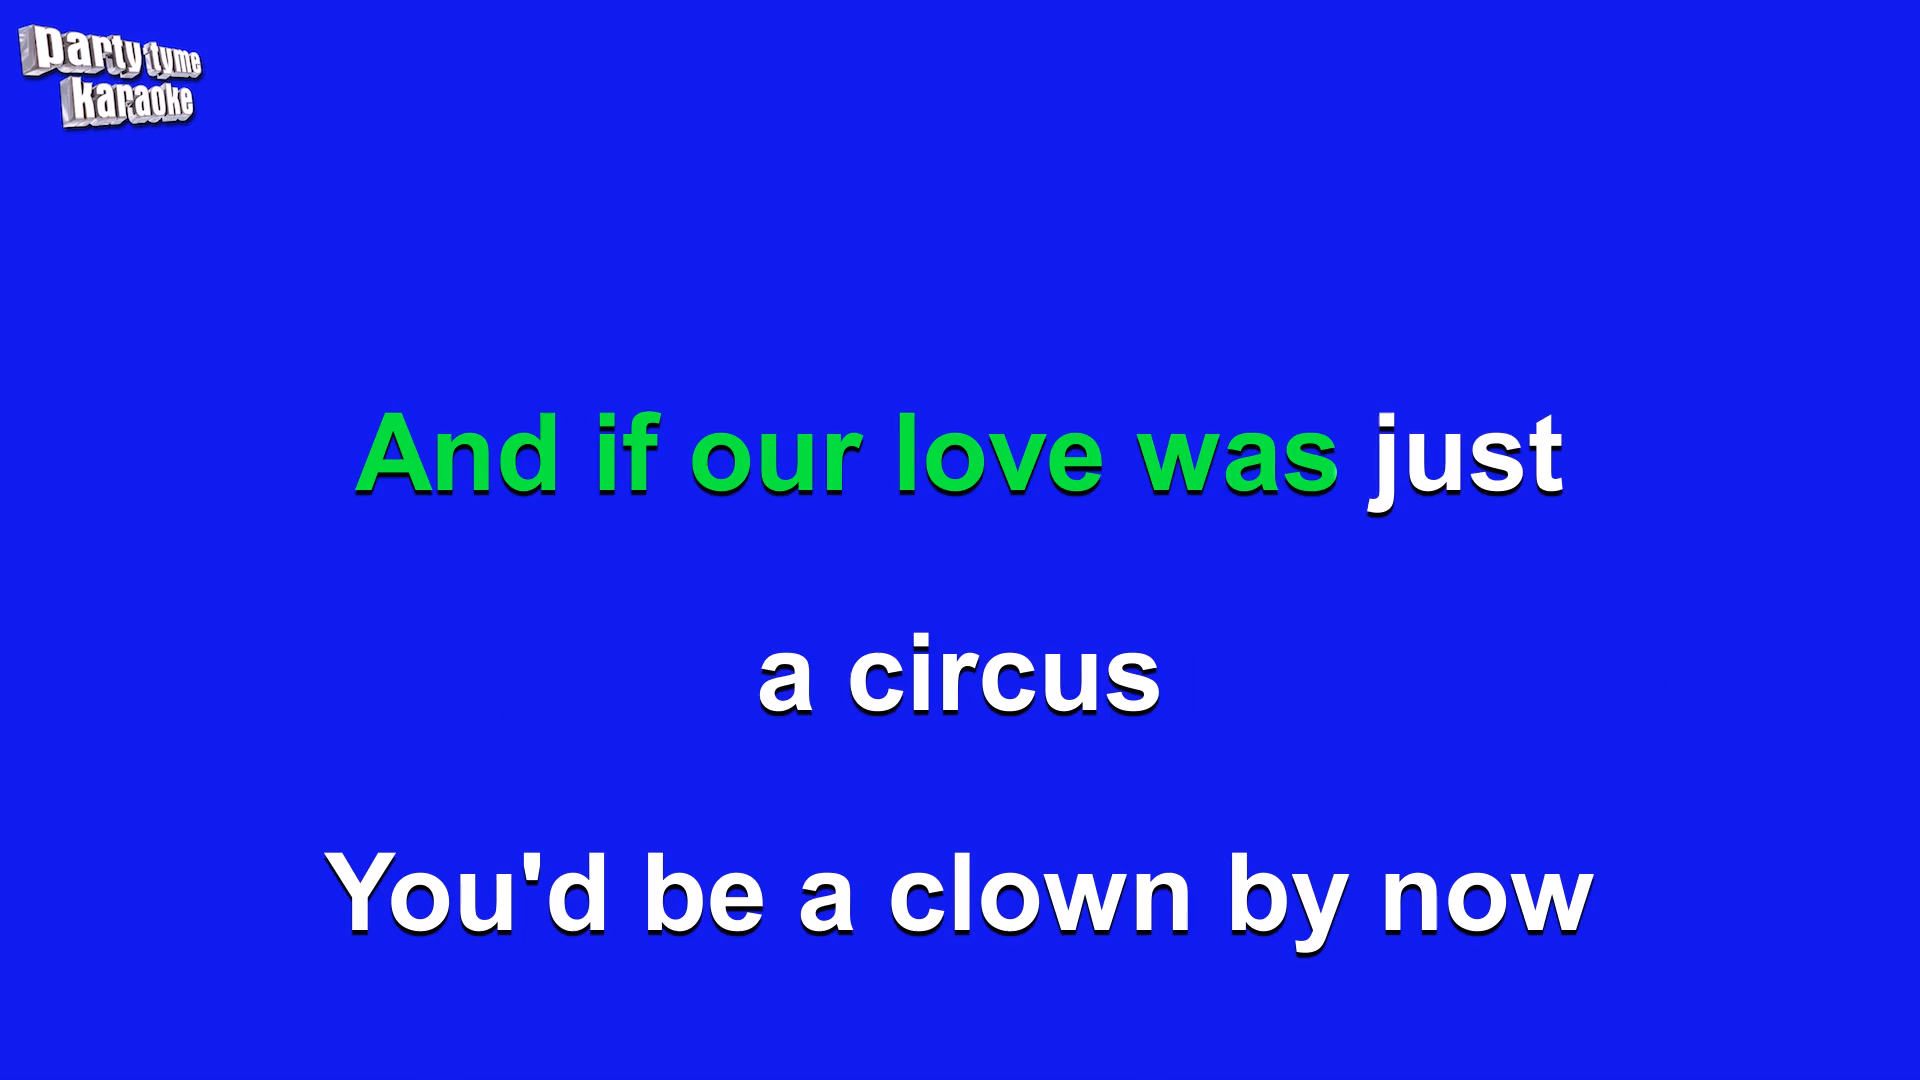 party tyme
karaoke
And if our love was just
a circus
You'd be a clown by now